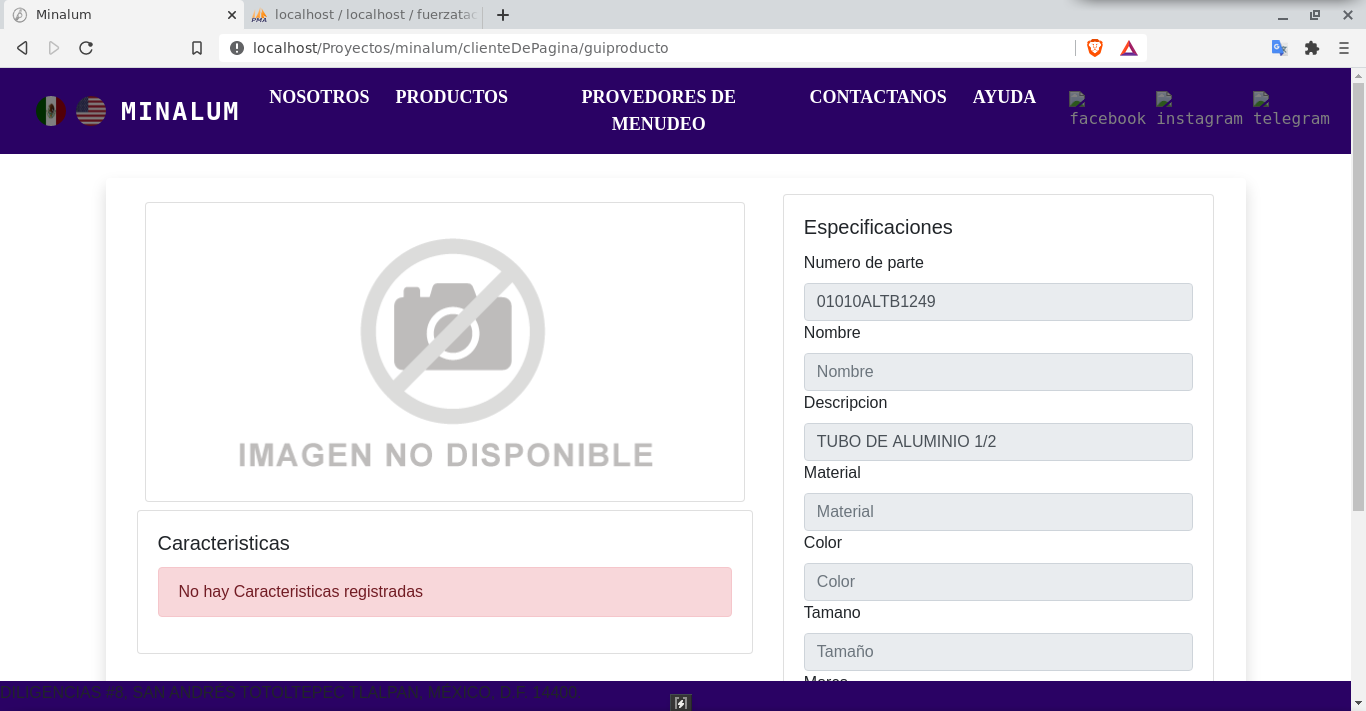 Minalum
localhost / localhost / fuerzatac
localhost/Proyectos/minalum/clienteDePagina/guiproducto
MINALUM
NOSOTROS
PRODUCTOS
PROVEDORES DE
MENUDEO
CONTACTANOS
AYUDA
facebook
instagram
telegram
IMAGEN NO DISPONIBLE
Caracteristicas
No hay Caracteristicas registradas
Especificaciones
Numero de parte
01010ALTB1249
Nombre
Nombre
Descripcion
TUBO DE ALUMINIO 1/2
Material
Material
Color
Color
Tamano
Tamaño
Marca
DILIGENCIAS #8, SAN ANDRÉS TOTOLTEPEC TLALPAN, MÉXICO, D.F. 14400.